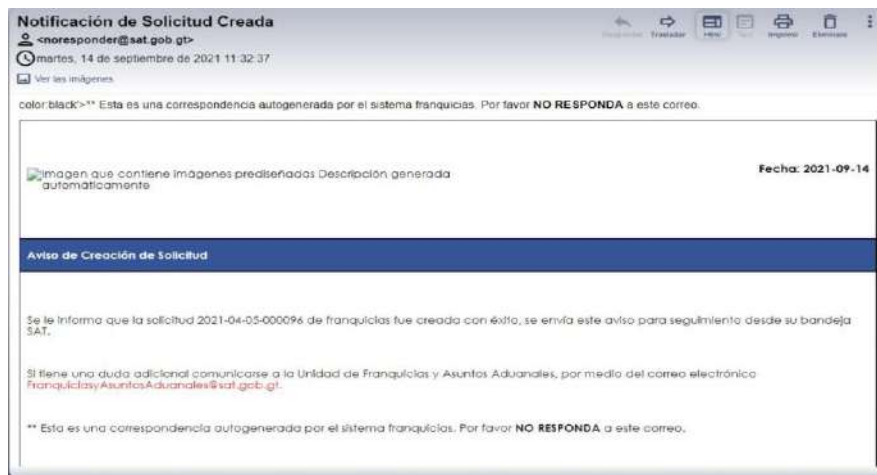 Notificación de Solicitud Creada
<noresponder@sat.gob.gt>
martes, 14 de septiembre de 2021 11:32:37
Trasladar HTML Imprimir Eliminar
Ver las imágenes
color:black'>** Esta es una correspondencia autogenerada por el sistema franquicias. Por favor NO RESPONDA a este correo.
Imagen que contiene imágenes prediseñadas Descripción generada
automáticamente
Fecha: 2021-09-14
Aviso de Creación de Solicitud
Se le informa que la solicitud 2021-04-05-000096 de franquicias fue creada con éxito, se envía este aviso para seguimiento desde su bandeja
SAT.
Si tiene una duda adicional comunicarse a la Unidad de Franquicias y Asuntos Aduanales, por medio del correo electrónico
FranquiciasyAsuntosAduanales@sat.gob.gt.
** Esta es una correspondencia autogenerada por el sistema franquicias. Por favor NO RESPONDA a este correo.